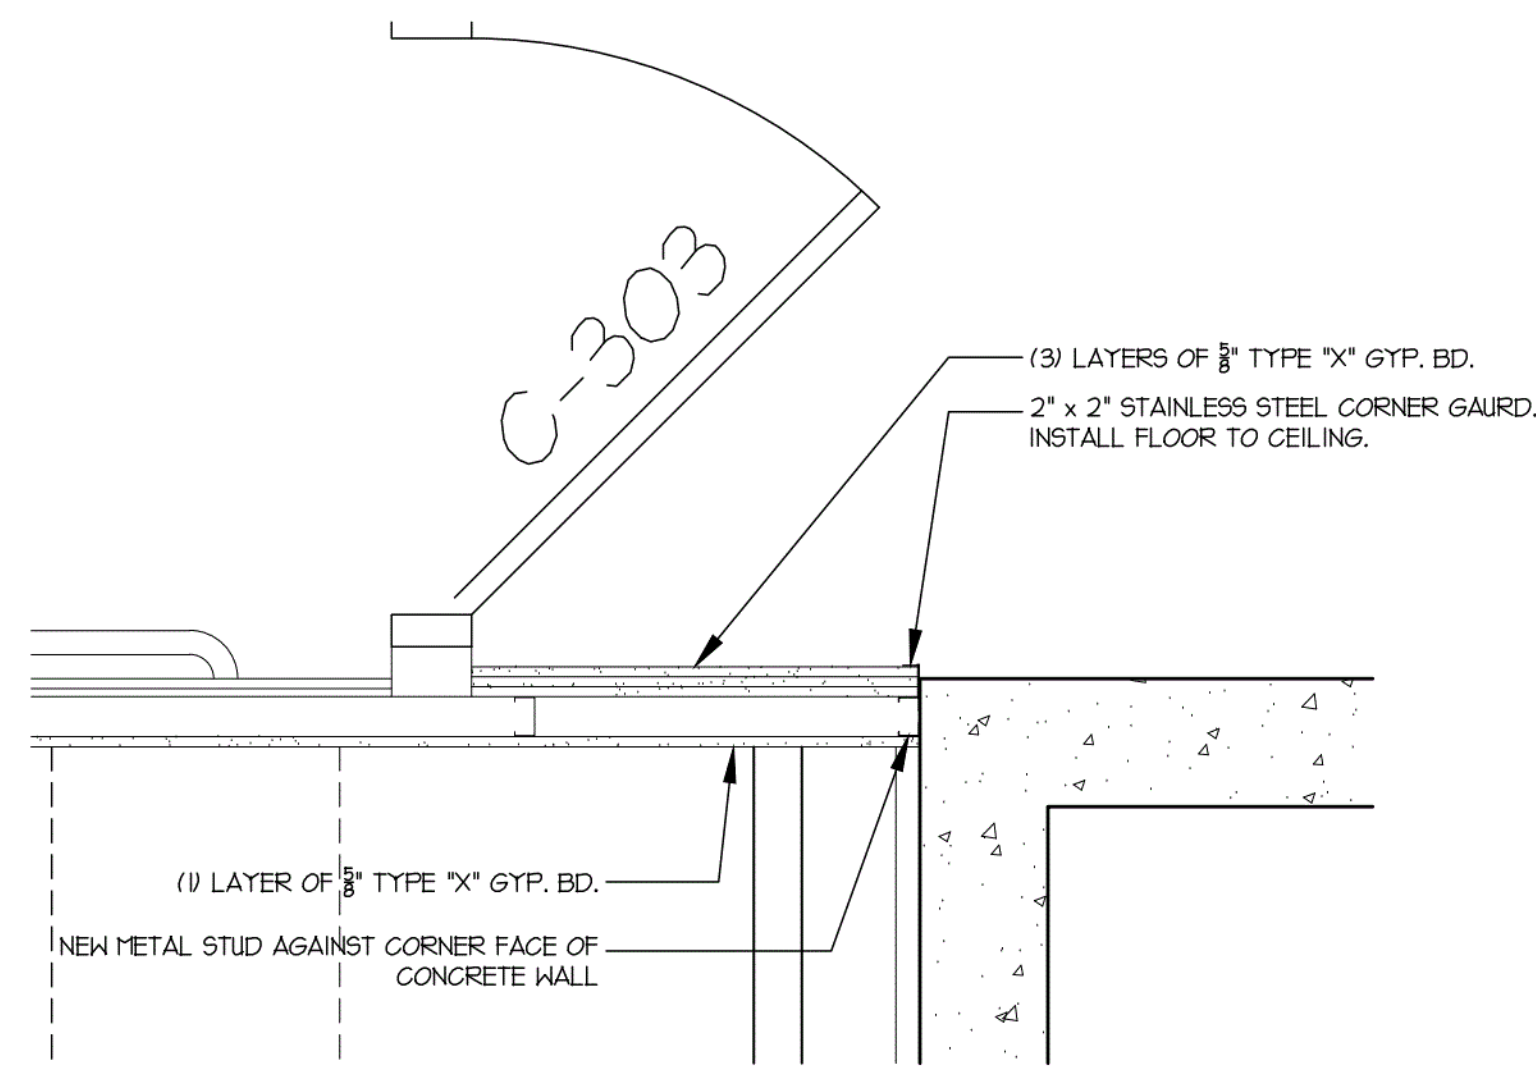 C-303
(3) LAYERS OF 5/8" TYPE "X" GYP. BD.
2" x 2" STAINLESS STEEL CORNER GAURD.
INSTALL FLOOR TO CEILING.
(1) LAYER OF 5/8" TYPE "X" GYP. BD.
NEW METAL STUD AGAINST CORNER FACE OF
CONCRETE WALL